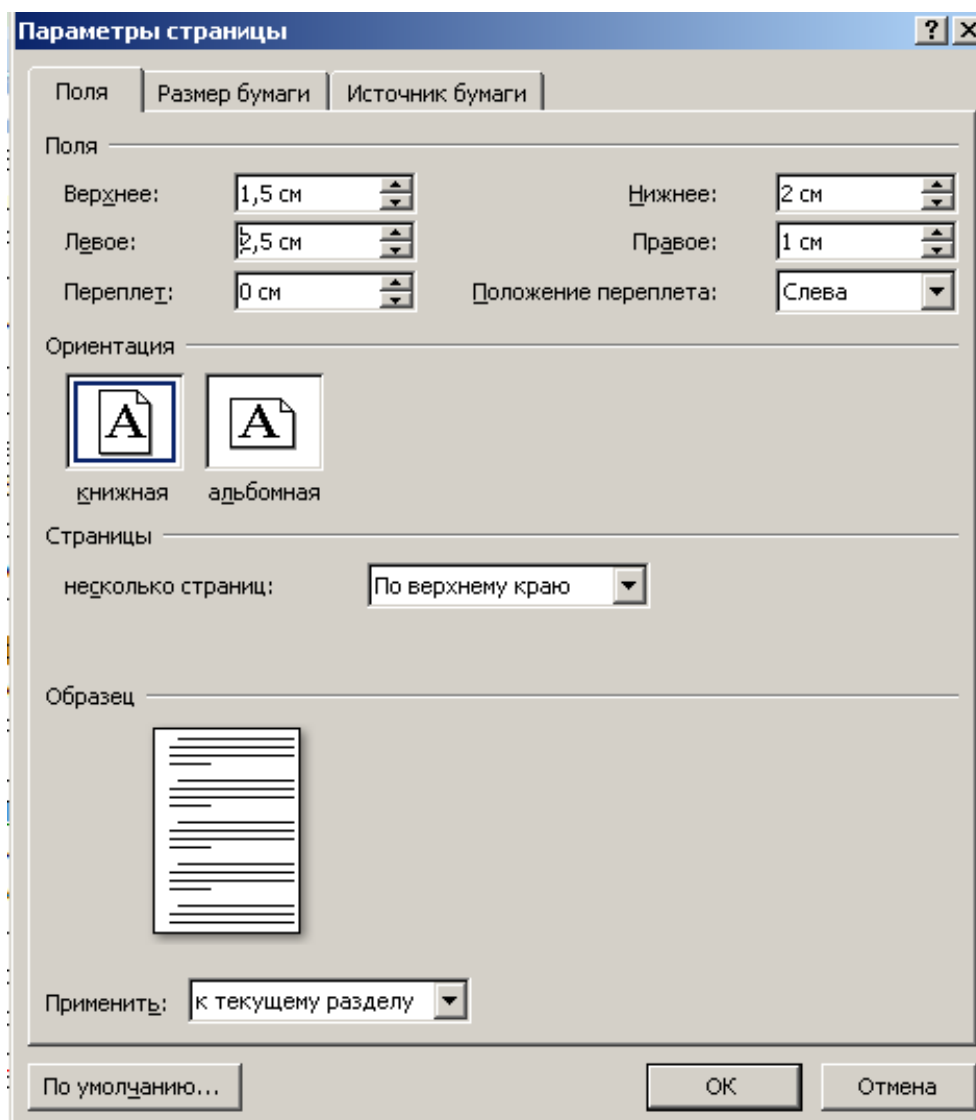 Параметры страницы
Поля Размер бумаги Источник бумаги
Поля
Верхнее: 1,5 см Нижнее: 2 см
Левое: 2,5 см Правое: 1 см
Переплет: 0 см Положение переплета: Слева
Ориентация
A A
книжная альбомная
Страницы
несколько страниц: По верхнему краю
Образец
Применить: к текущему разделу
По умолчанию... ОК Отмена